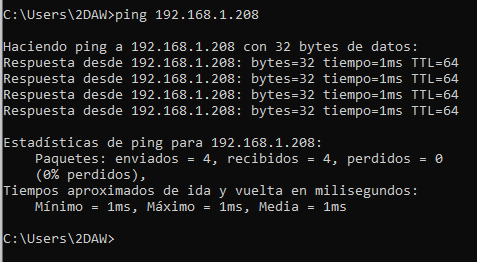 C:\Users\2DAW>ping 192.168.1.208
Haciendo ping a 192.168.1.208 con 32 bytes de datos:
Respuesta desde 192.168.1.208: bytes=32 tiempo=1ms TTL=64
Respuesta desde 192.168.1.208: bytes=32 tiempo=1ms TTL=64
Respuesta desde 192.168.1.208: bytes=32 tiempo=1ms TTL=64
Respuesta desde 192.168.1.208: bytes=32 tiempo=1ms TTL=64
Estadísticas de ping para 192.168.1.208:
Paquetes: enviados = 4, recibidos = 4, perdidos = 0
(0% perdidos),
Tiempos aproximados de ida y vuelta en milisegundos:
Mínimo = 1ms, Máximo = 1ms, Media = 1ms
C:\Users\2DAW>